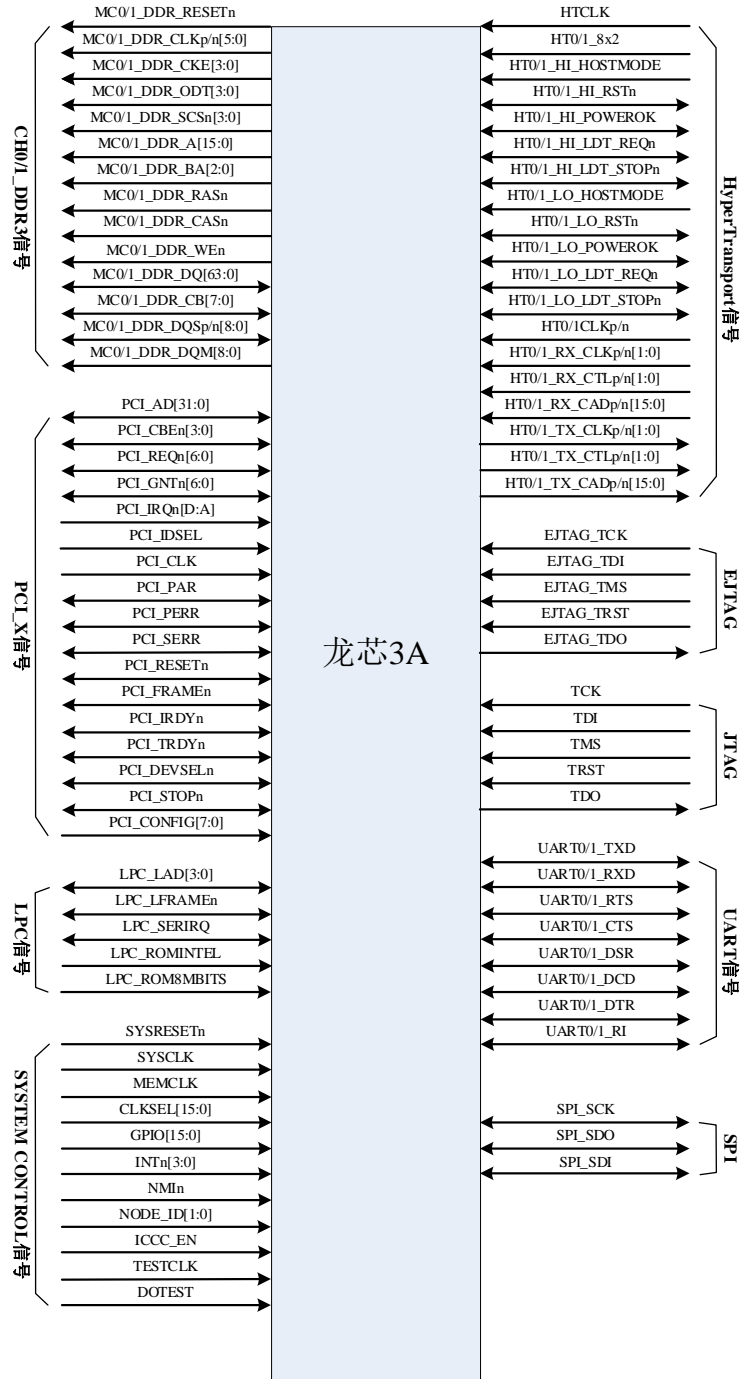 CH0/1_DDR3信号
MC0/1_DDR_RESETn
MC0/1_DDR_CLKp/n[5:0]
MC0/1_DDR_CKE[3:0]
MC0/1_DDR_ODT[3:0]
MC0/1_DDR_SCSn[3:0]
MC0/1_DDR_A[15:0]
MC0/1_DDR_BA[2:0]
MC0/1_DDR_RASn
MC0/1_DDR_CASn
MC0/1_DDR_WEn
MC0/1_DDR_DQ[63:0]
MC0/1_DDR_CB[7:0]
MC0/1_DDR_DQSp/n[8:0]
MC0/1_DDR_DQM[8:0]
PCI_X信号
PCI_AD[31:0]
PCI_CBEn[3:0]
PCI_REQn[6:0]
PCI_GNTn[6:0]
PCI_IRQn[D:A]
PCI_IDSEL
PCI_CLK
PCI_PAR
PCI_PERR
PCI_SERR
PCI_RESETn
PCI_FRAMEn
PCI_IRDYn
PCI_TRDYn
PCI_DEVSELn
PCI_STOPn
PCI_CONFIG[7:0]
LPC信号
LPC_LAD[3:0]
LPC_LFRAMEn
LPC_SERIRQ
LPC_ROMINTEL
LPC_ROM8MBITS
SYSTEM CONTROL信号
SYSRESETn
SYSCLK
MEMCLK
CLKSEL[15:0]
GPIO[15:0]
INTn[3:0]
NMIn
NODE_ID[1:0]
ICCC_EN
TESTCLK
DOTEST
龙芯3A
HTCLK
HT0/1_8x2
HT0/1_HI_HOSTMODE
HT0/1_HI_RSTn
HT0/1_HI_POWEROK
HT0/1_HI_LDT_REQn
HT0/1_HI_LDT_STOPn
HT0/1_LO_HOSTMODE
HT0/1_LO_RSTn
HT0/1_LO_POWEROK
HT0/1_LO_LDT_REQn
HT0/1_LO_LDT_STOPn
HT0/1CLKp/n
HT0/1_RX_CLKp/n[1:0]
HT0/1_RX_CTLp/n[1:0]
HT0/1_RX_CADp/n[15:0]
HT0/1_TX_CLKp/n[1:0]
HT0/1_TX_CTLp/n[1:0]
HT0/1_TX_CADp/n[15:0]
HyperTransport信号
EJTAG_TCK
EJTAG_TDI
EJTAG_TMS
EJTAG_TRST
EJTAG_TDO
EJTAG
TCK
TDI
TMS
TRST
TDO
JTAG
UART0/1_TXD
UART0/1_RXD
UART0/1_RTS
UART0/1_CTS
UART0/1_DSR
UART0/1_DCD
UART0/1_DTR
UART0/1_RI
UART信号
SPI_SCK
SPI_SDO
SPI_SDI
SPI